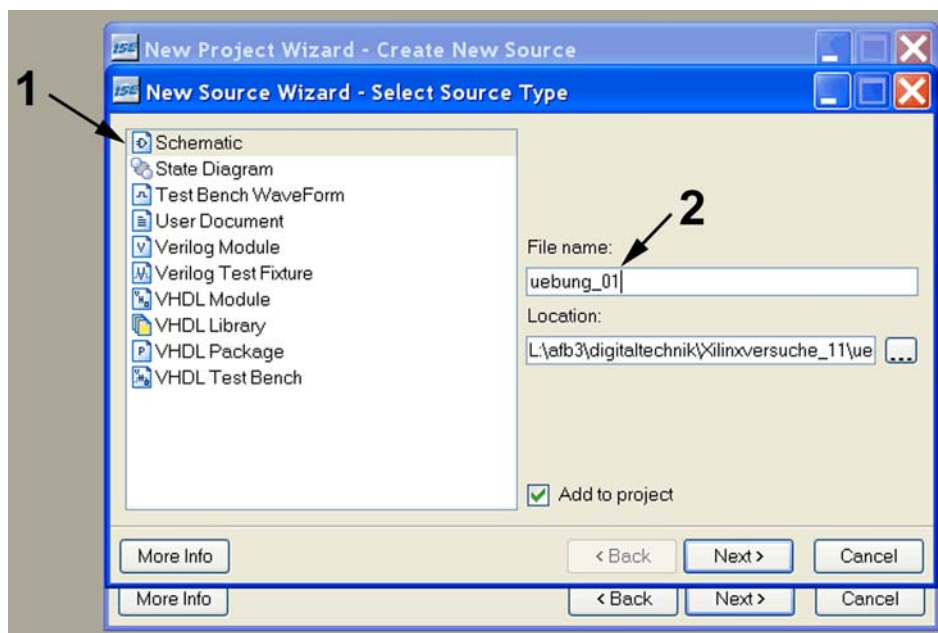 ISE New Project Wizard - Create New Source
1
ISE New Source Wizard - Select Source Type
Schematic
State Diagram
Test Bench WaveForm
User Document
Verilog Module
Verilog Test Fixture
VHDL Module
VHDL Library
VHDL Package
VHDL Test Bench
2
File name:
uebung_01
Location:
L:\afb3\digitaltechnik\Xilinxversuche_11\ue
...
Add to project
More Info
< Back
Next >
Cancel
More Info
< Back
Next >
Cancel